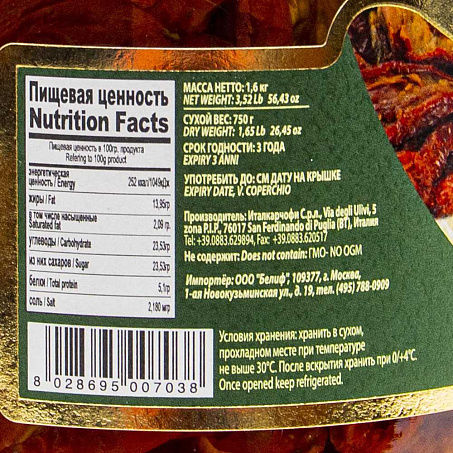 Пищевая ценность
Nutrition Facts
Пищевая ценность в 100гр. продукта
Refering to 100g product
энергетическая
ценность / Energy
252 ккал/1049кДж
жиры / Fat
13,95гр
в том числе насыщенные
Saturated fat
2,09 гр.
углеводы / Carbohydrate
23,53гр
из них сахаров / Sugar
23,53гр
белки / Total protein
5,1гр
соль / Salt
2,180 мгр
8 028695 007038
МАССА НЕТТО: 1,6 кг
NET WEIGHT: 3,52 Lb 56,43 oz
СУХОЙ ВЕС: 750 г
DRY WEIGHT: 1,65 Lb 26,45 oz
СРОК ГОДНОСТИ: 3 ГОДА
EXPIRY 3 ANNI
УПОТРЕБИТЬ ДО: СМ ДАТУ НА КРЫШКЕ
EXPIRY DATE, V. COPERCHIO
Производитель: Италкарчофи С.р.л., Via degli Ulivi, 5
zona P.I.P., 76017 San Ferdinando di Puglia (BT), Италия
Tel: +39.0883.629894, Fax: +39.0883.620517
Не содержит: Does not contain: ГМО- NO OGM
Импортёр: ООО "Белиф", 109377, г. Москва,
1-ая Новокузьминская ул., д. 19, тел. (495) 788-0909
Условия хранения: хранить в сухом,
прохладном месте при температуре
не выше 30°С. После вскрытия хранить при 0/+4°С.
Once opened keep refrigerated.